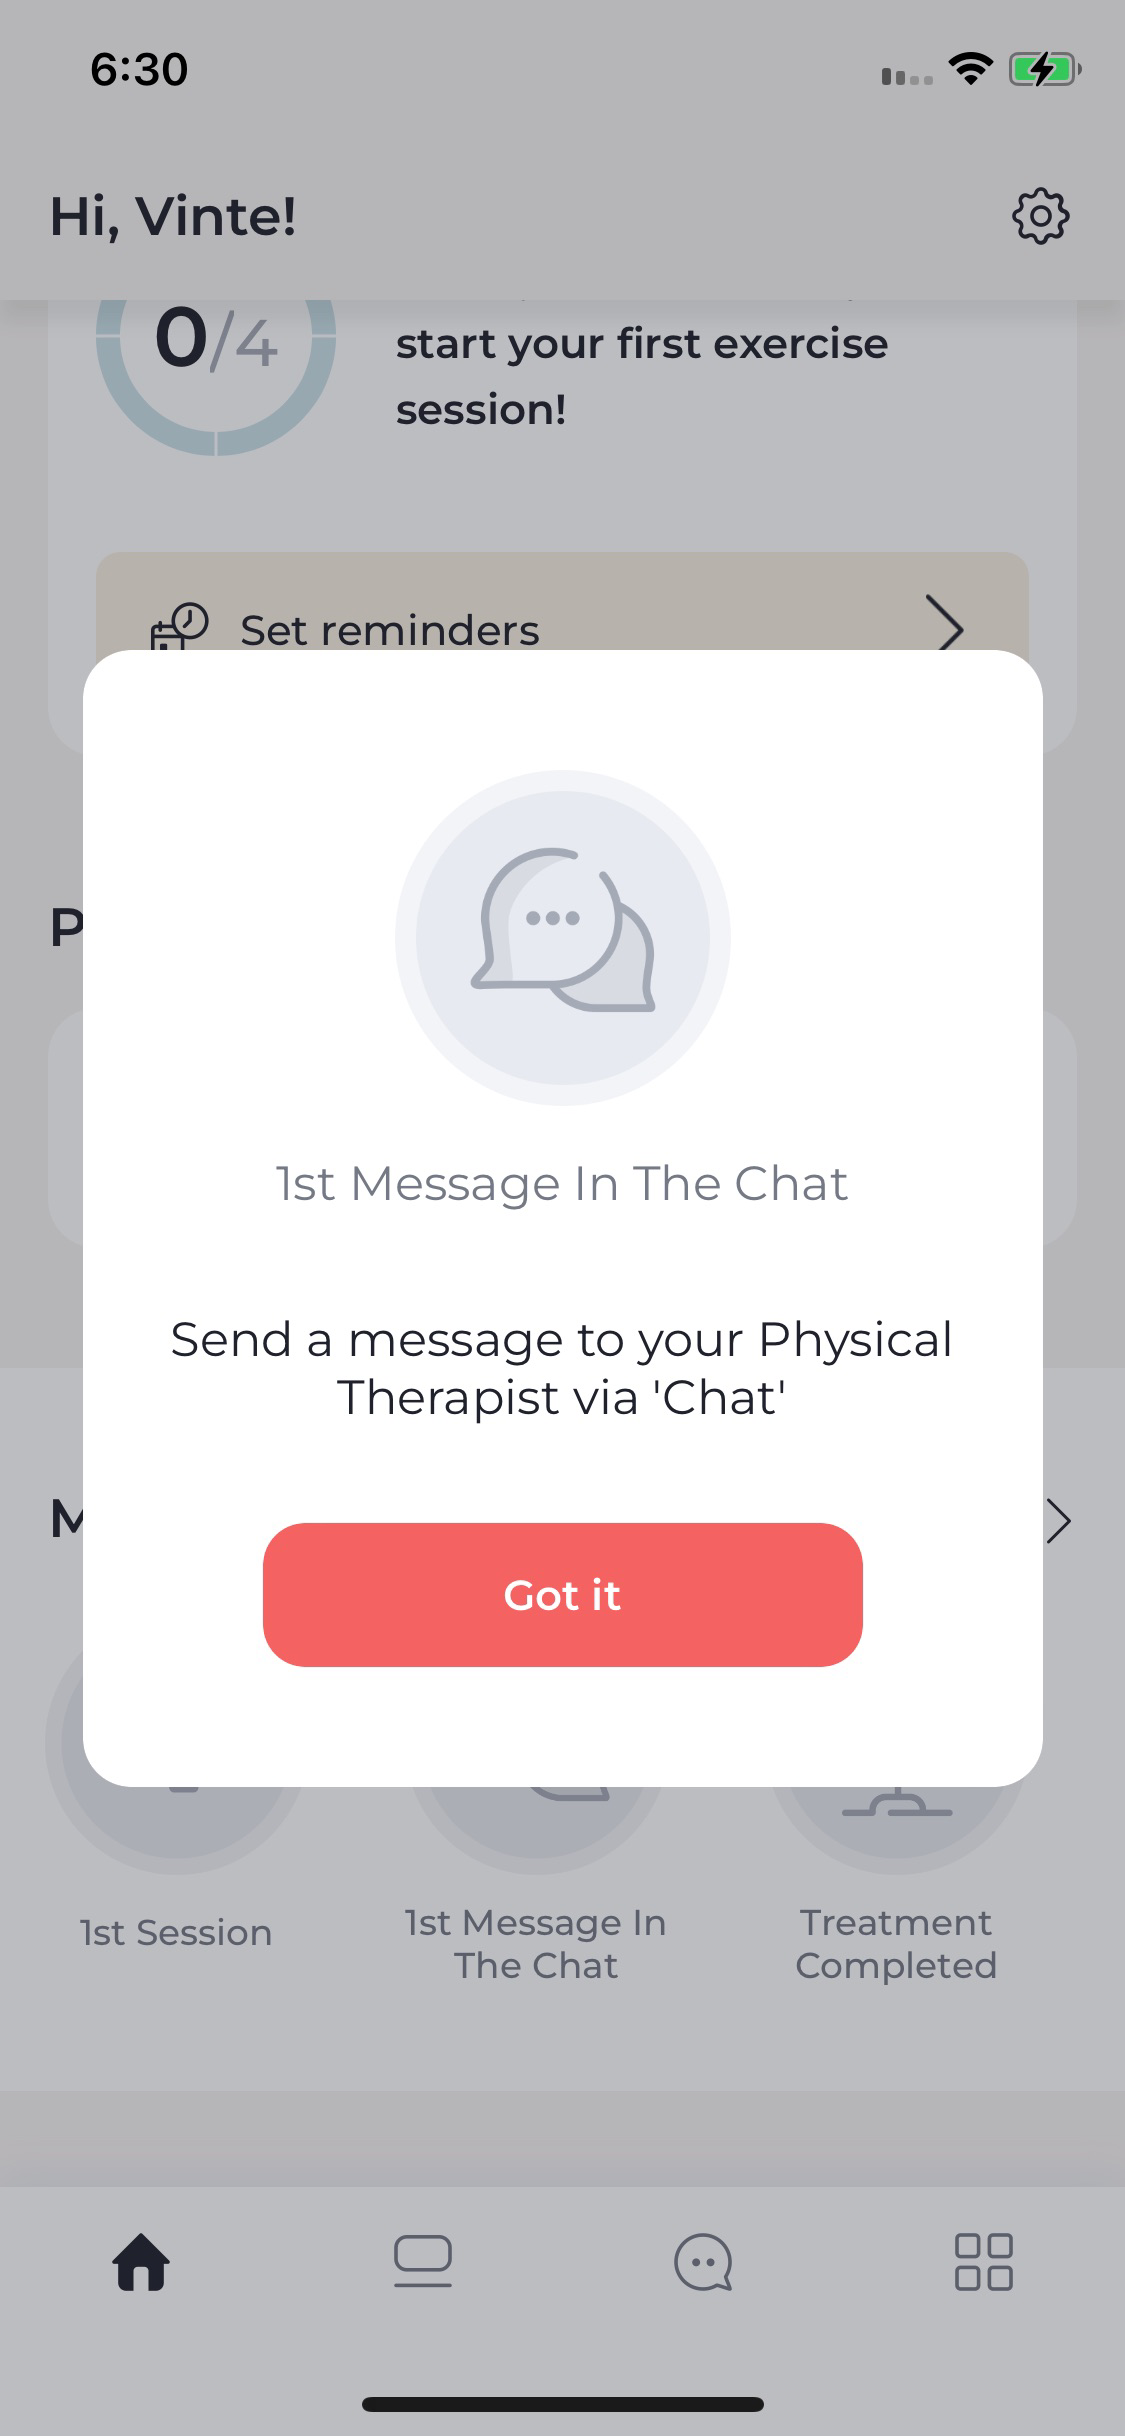 6:30
Hi, Vinte!
0/4
start your first exercise
session!
Set reminders
1st Message In The Chat
Send a message to your Physical
Therapist via 'Chat'
Got it
1st Session
1st Message In
The Chat
Treatment
Completed